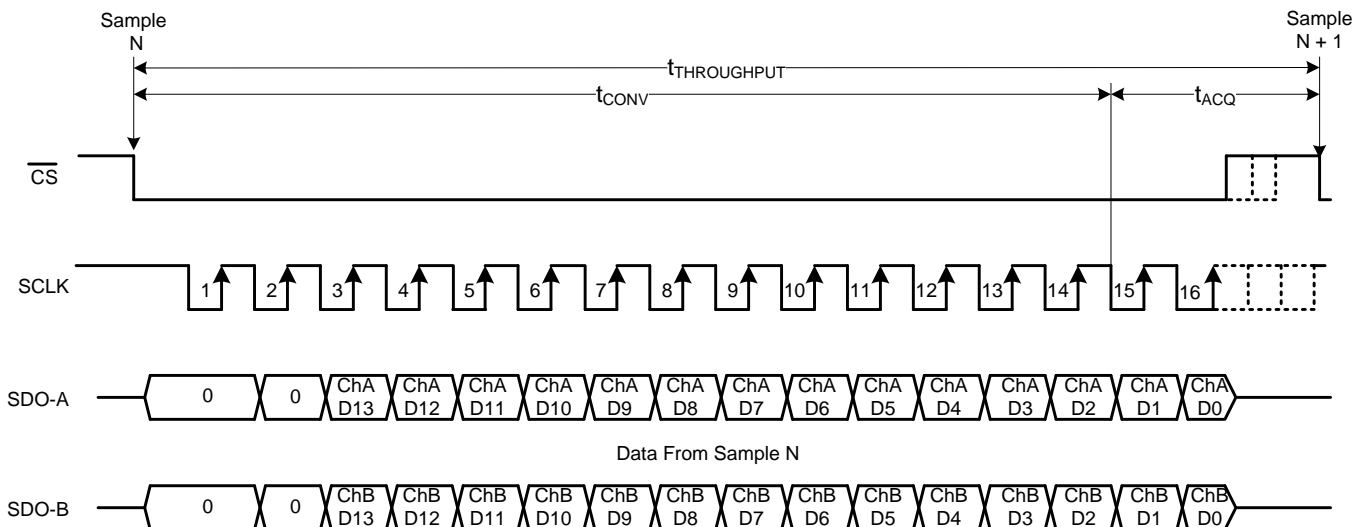 Sample
N
Sample
N + 1
tTHROUGHPUT
tCONV
tACQ
CS
SCLK
1 2 3 4 5 6 7 8 9 10 11 12 13 14 15 16
SDO-A
0 0 ChA ChA ChA ChA ChA ChA ChA ChA ChA ChA ChA ChA ChA ChA
D13 D12 D11 D10 D9 D8 D7 D6 D5 D4 D3 D2 D1 D0
Data From Sample N
SDO-B
0 0 ChB ChB ChB ChB ChB ChB ChB ChB ChB ChB ChB ChB ChB ChB
D13 D12 D11 D10 D9 D8 D7 D6 D5 D4 D3 D2 D1 D0